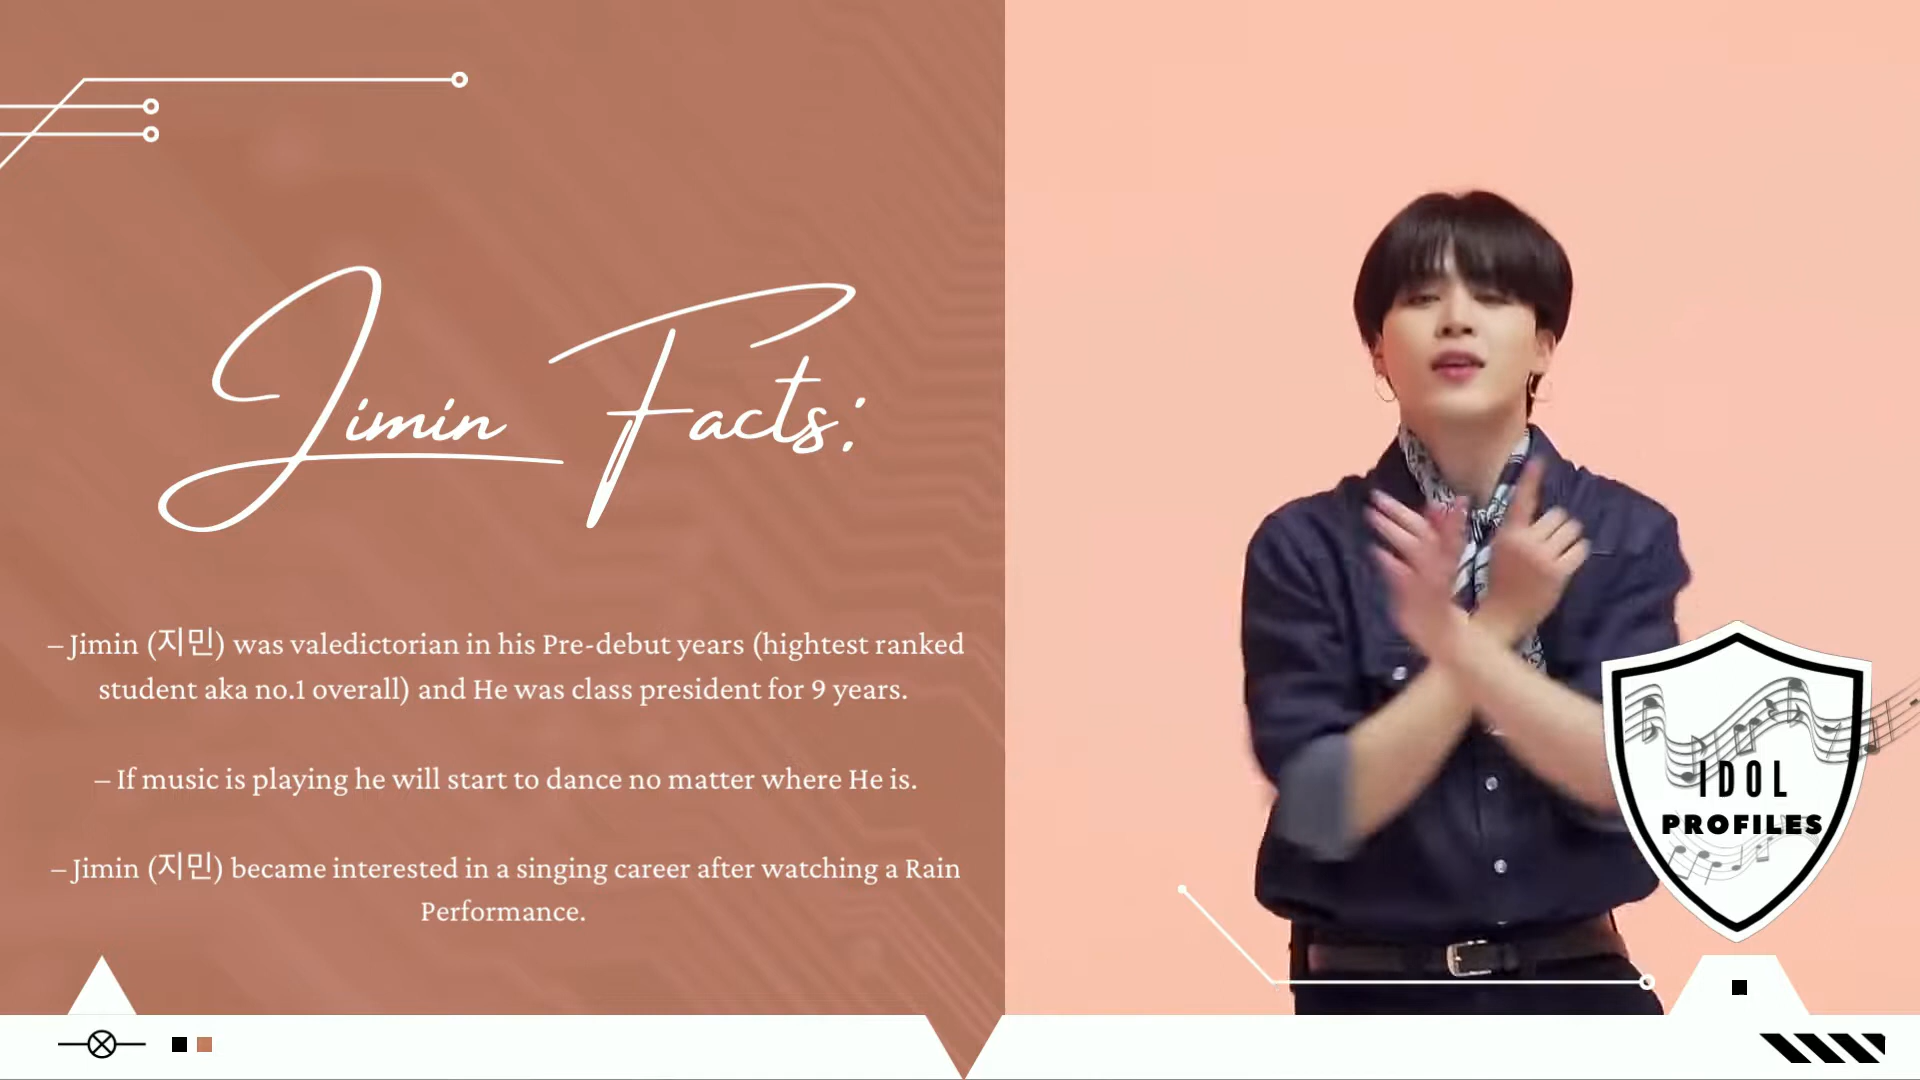 Jimin Facts:
– Jimin (지민) was valedictorian in his Pre-debut years (hightest ranked
student aka no.1 overall) and He was class president for 9 years.
– If music is playing he will start to dance no matter where He is.
– Jimin (지민) became interested in a singing career after watching a Rain
Performance.
IDOL
PROFILES